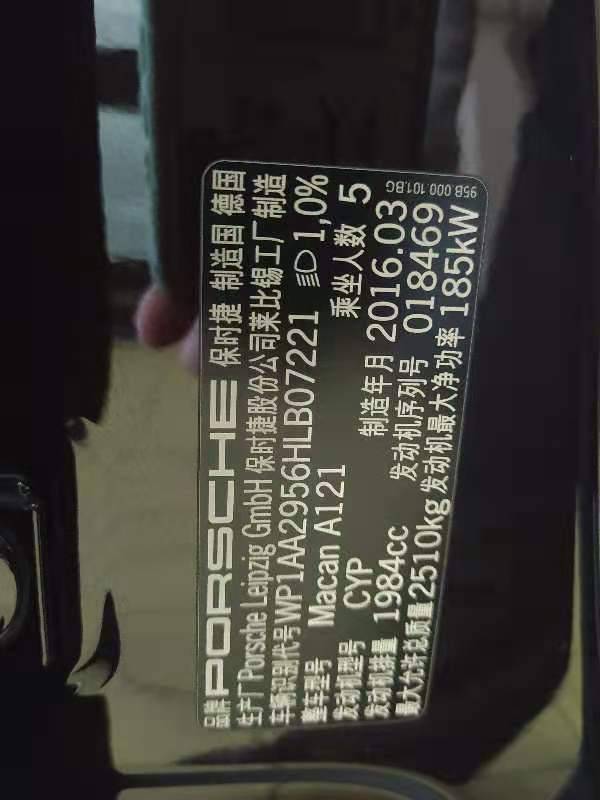 品牌 PORSCHE 保时捷 制造国 德国
生产厂 Porsche Leipzig GmbH 保时捷股份公司莱比锡工厂 制造
车辆识别代号 WP1AA2956HLB07221 1,0%
整车型号 Macan A121 乘坐人数 5
发动机型号 CYP 制造年月 2016.03
发动机排量 1984cc 发动机序列号 018469
最大允许总质量 2510kg 发动机最大净功率 185kW
95B.000.101.BG